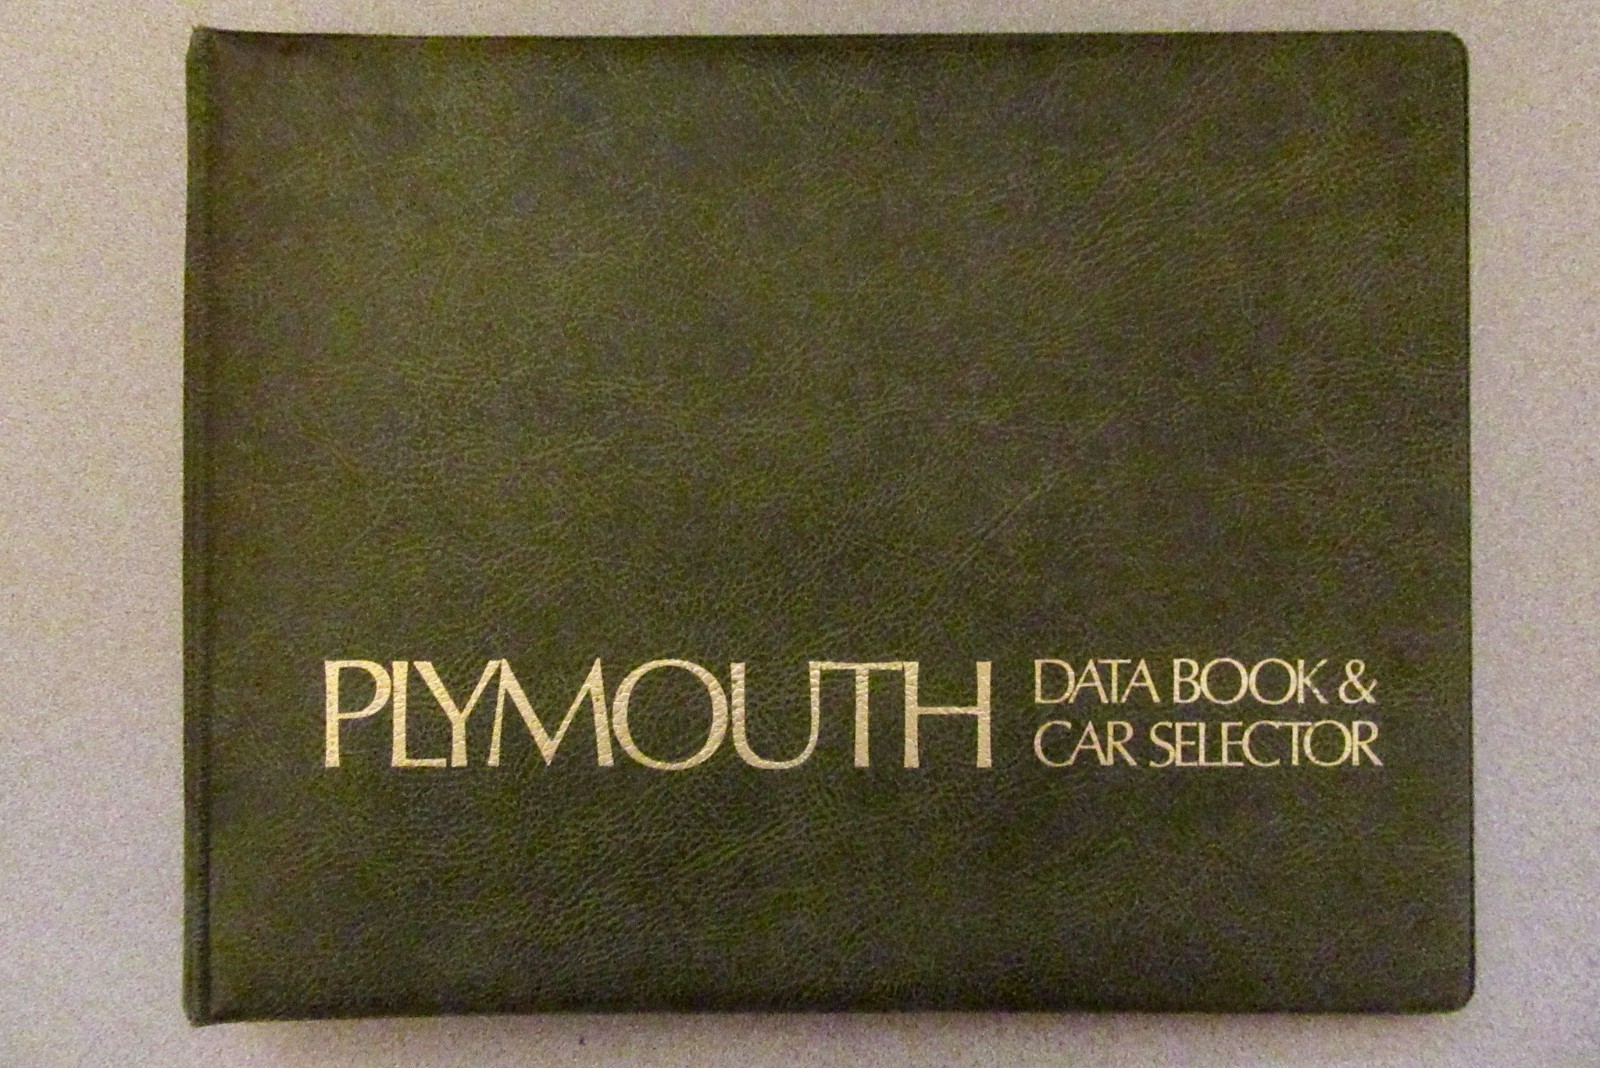 PLYMOUTH
DATA BOOK &
CAR SELECTOR